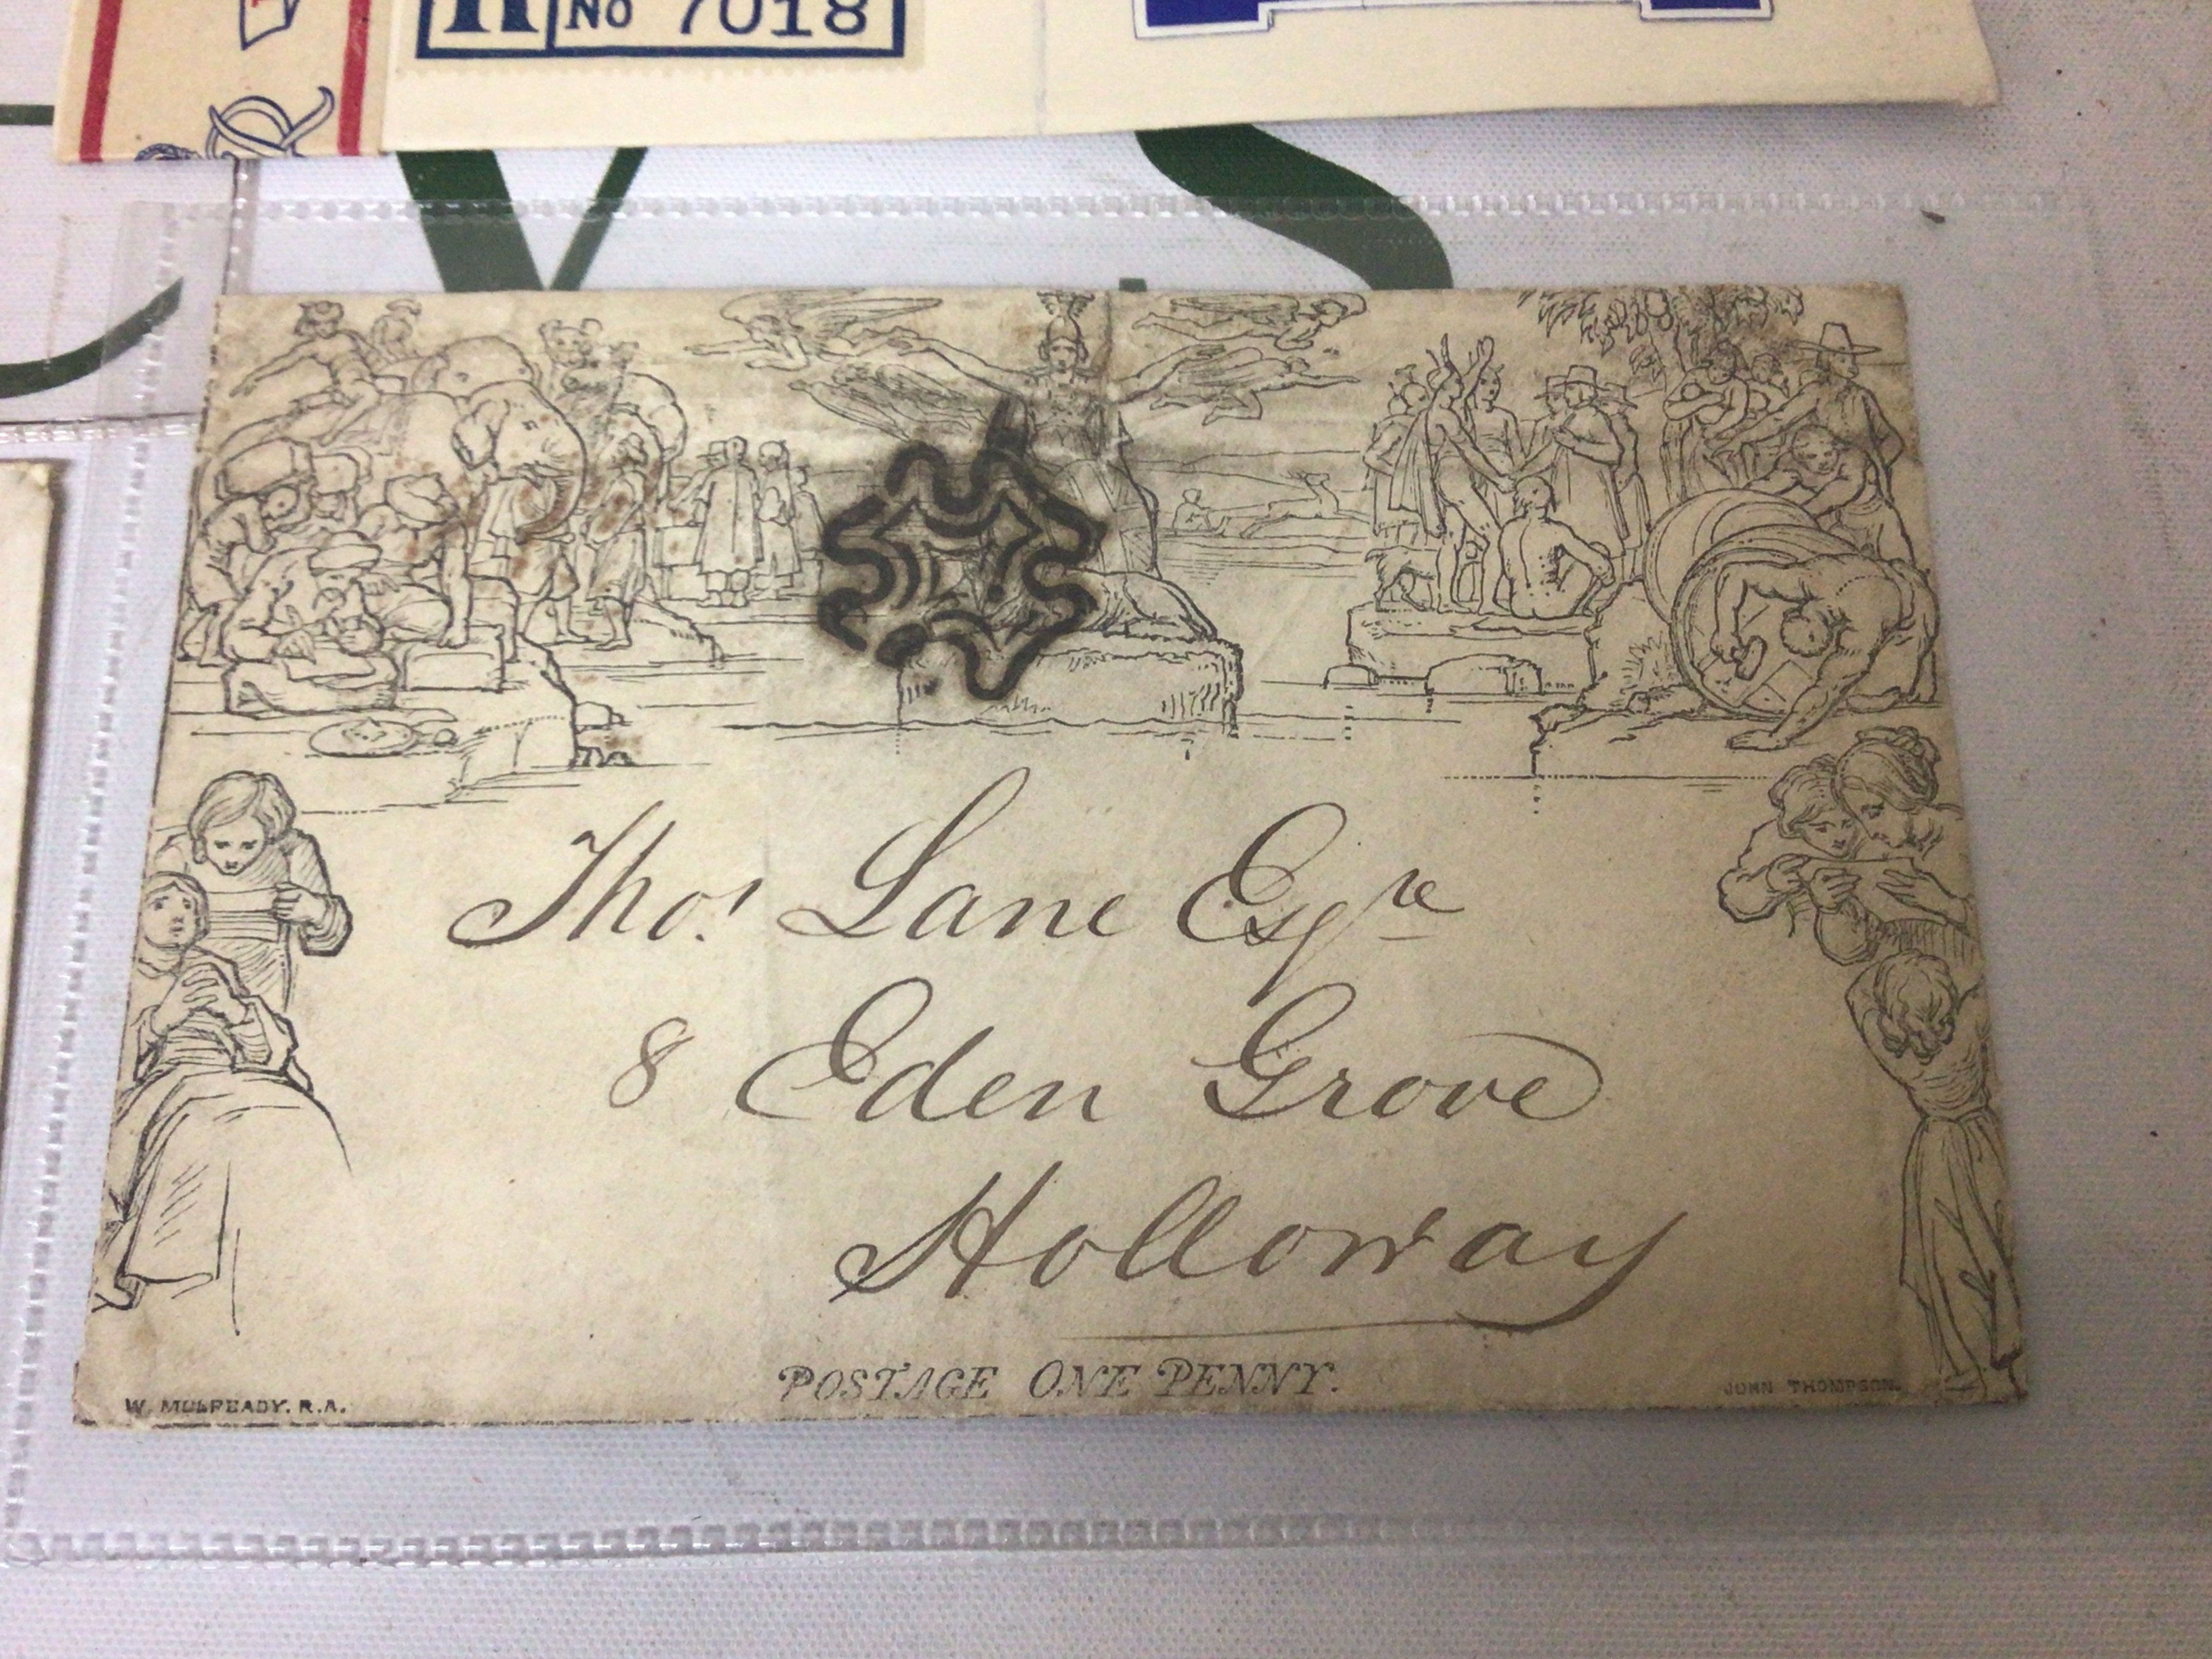 No 7018
Thos. Lane Esqre
8 Eden Grove
Holloway
POSTAGE ONE PENNY.
W. MULREADY. R.A.
JOHN THOMPSON.